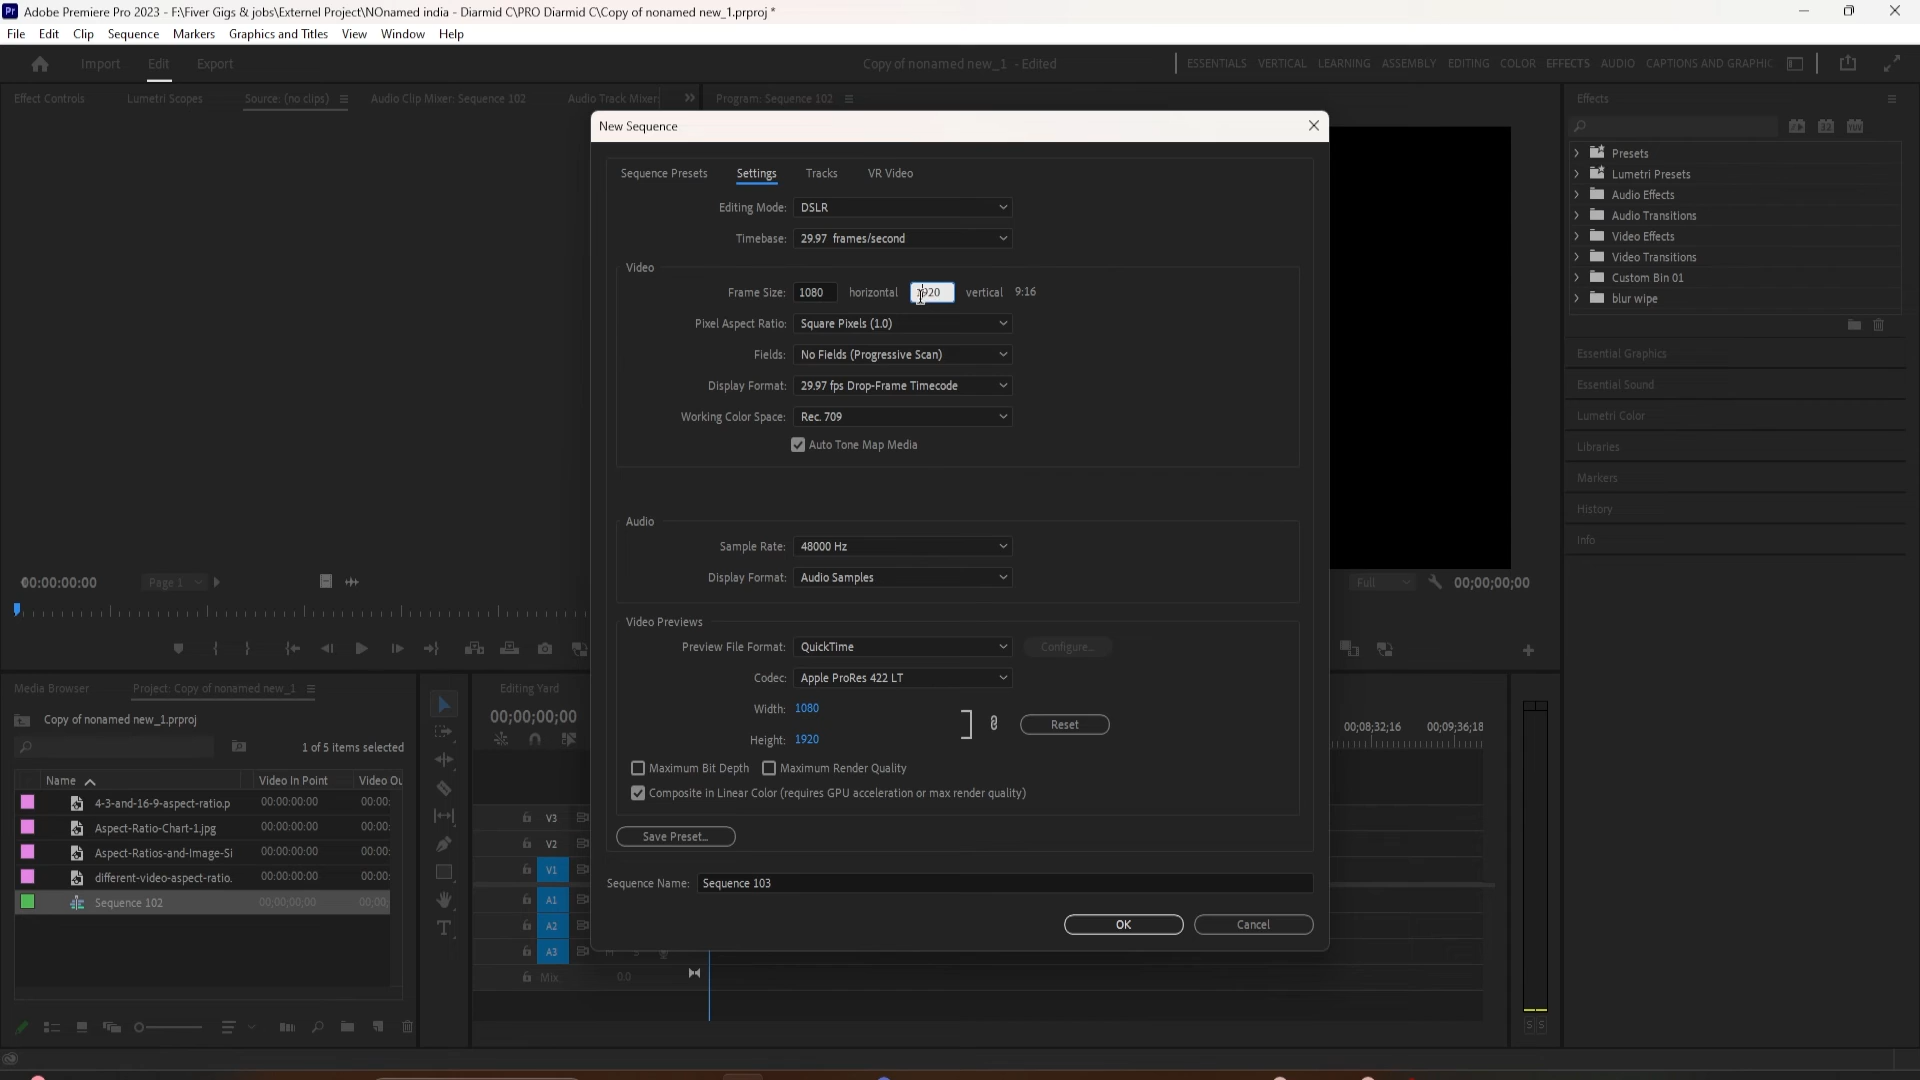 Adobe Premiere Pro 2023 - F:\Fiver Gigs & jobs\Externel Project\NOnamed india - Diarmid C\PRO Diarmid C\Copy of nonamed new_1.prproj *
File Edit Clip Sequence Markers Graphics and Titles View Window Help
Import Edit Export Copy of nonamed new_1 - Edited ESSENTIALS VERTICAL LEARNING ASSEMBLY EDITING COLOR EFFECTS AUDIO CAPTIONS AND GRAPHIC
Effect Controls Lumetri Scopes Source: (no clips) Audio Clip Mixer: Sequence 102 Audio Track Mixer: Program: Sequence 102 Effects
New Sequence
Sequence Presets Settings Tracks VR Video
Editing Mode: DSLR
Timebase: 29.97 frames/second
Video
Frame Size: 1080 horizontal 1920 vertical 9:16
Pixel Aspect Ratio: Square Pixels (1.0)
Fields: No Fields (Progressive Scan)
Display Format: 29.97 fps Drop-Frame Timecode
Working Color Space: Rec. 709
Auto Tone Map Media
Audio
Sample Rate: 48000 Hz
Display Format: Audio Samples
Video Previews
Preview File Format: QuickTime Configure...
Codec: Apple ProRes 422 LT
Width: 1080
Height: 1920
Reset
Maximum Bit Depth Maximum Render Quality
Composite in Linear Color (requires GPU acceleration or max render quality)
Save Preset...
Sequence Name: Sequence 103
OK Cancel
Presets
Lumetri Presets
Audio Effects
Audio Transitions
Video Effects
Video Transitions
Custom Bin 01
blur wipe
Essential Graphics
Essential Sound
Lumetri Color
Libraries
Markers
History
Info
00:00:00:00 Page 1 Full 00;00;00;00
Media Browser Project: Copy of nonamed new_1
Copy of nonamed new_1.prproj
1 of 5 items selected
Name Video In Point Video Ou
4-3-and-16-9-aspect-ratio.p 00:00:00:00 00:00:
Aspect-Ratio-Chart-1.jpg 00:00:00:00 00:00:
Aspect-Ratios-and-Image-Si 00:00:00:00 00:00:
different-video-aspect-ratio. 00:00:00:00 00:00:
Sequence 102 00;00;00;00 00;00;
Editing Yard
00;00;00;00
00;08;32;16 00;09;36;18
V3
V2
V1
A1
A2
A3 M S
Mix 0.0
S S